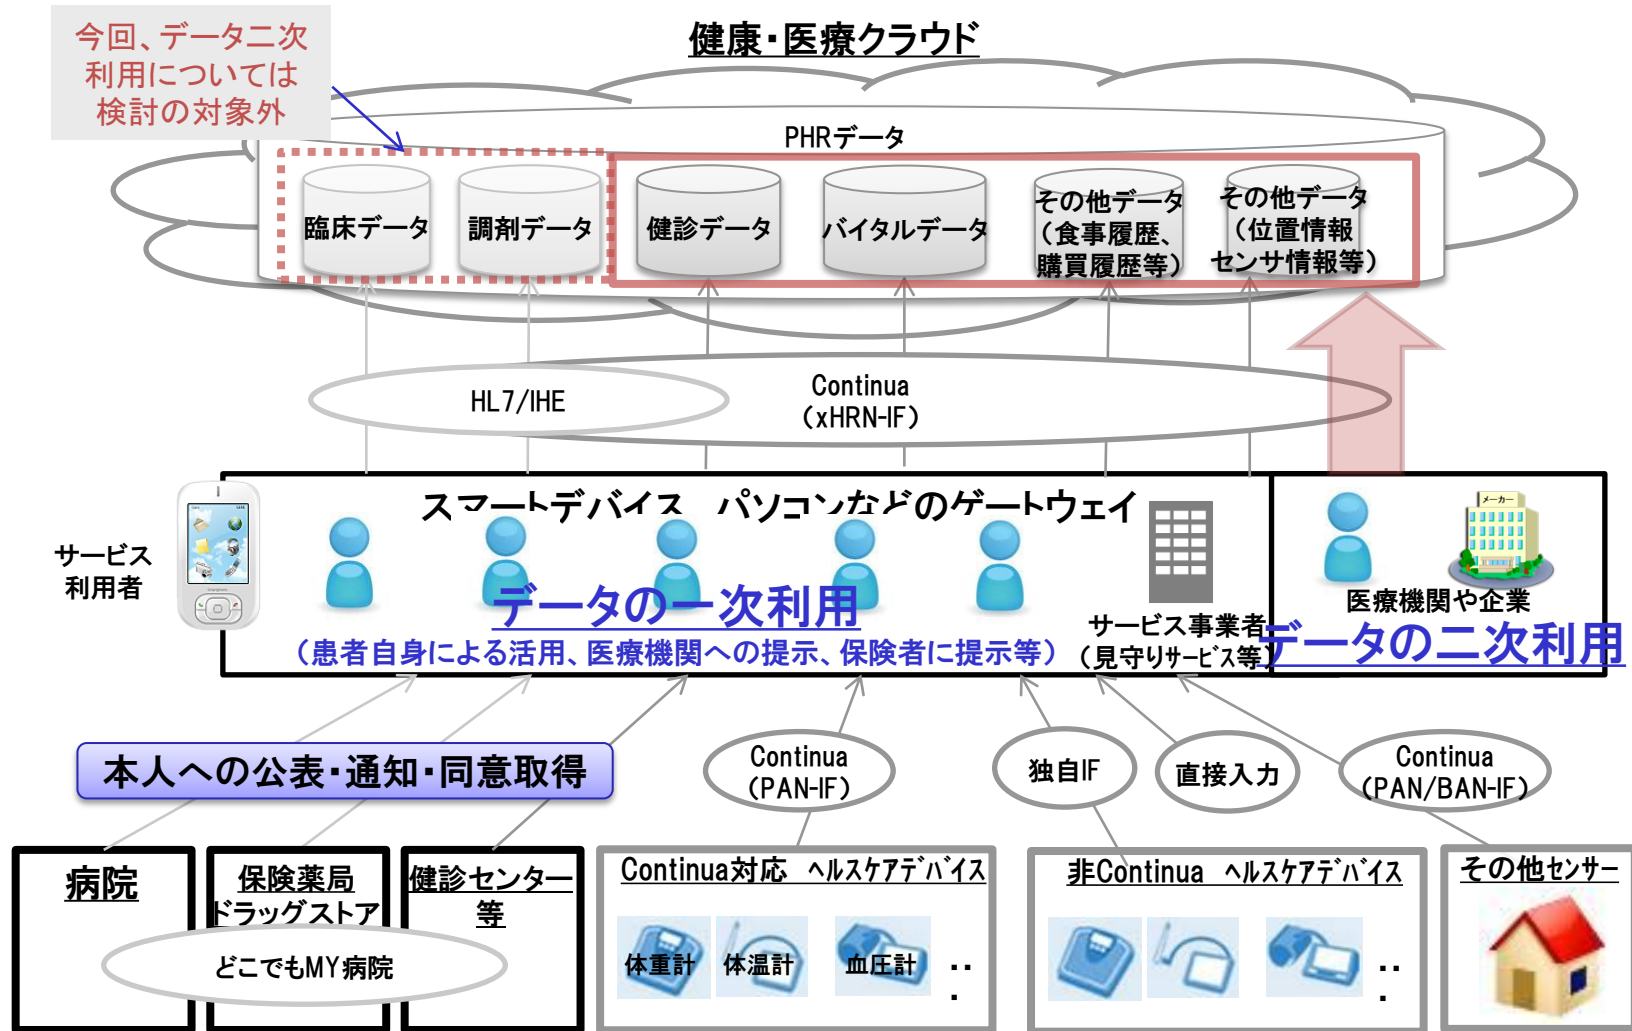 今回、データ二次
利用については
検討の対象外
健康・医療クラウド
PHRデータ
臨床データ
調剤データ
健診データ
バイタルデータ
その他データ
（食事履歴、
購買履歴等）
その他データ
（位置情報
センサ情報等）
HL7/IHE
Continua
（xHRN-IF）
サービス
利用者
スマートデバイス　パソコンなどのゲートウェイ
データの一次利用
（患者自身による活用、医療機関への提示、保険者に提示等）
サービス事業者
（見守りサービス等）
メーカー
医療機関や企業
データの二次利用
本人への公表・通知・同意取得
Continua
（PAN-IF）
独自IF
直接入力
Continua
（PAN/BAN-IF）
病院
保険薬局
ドラッグストア
健診センター
等
どこでもMY病院
Continua対応　ヘルスケアデバイス
体重計
体温計
血圧計
・・
・
非Continua　ヘルスケアデバイス
・・
・
その他センサー